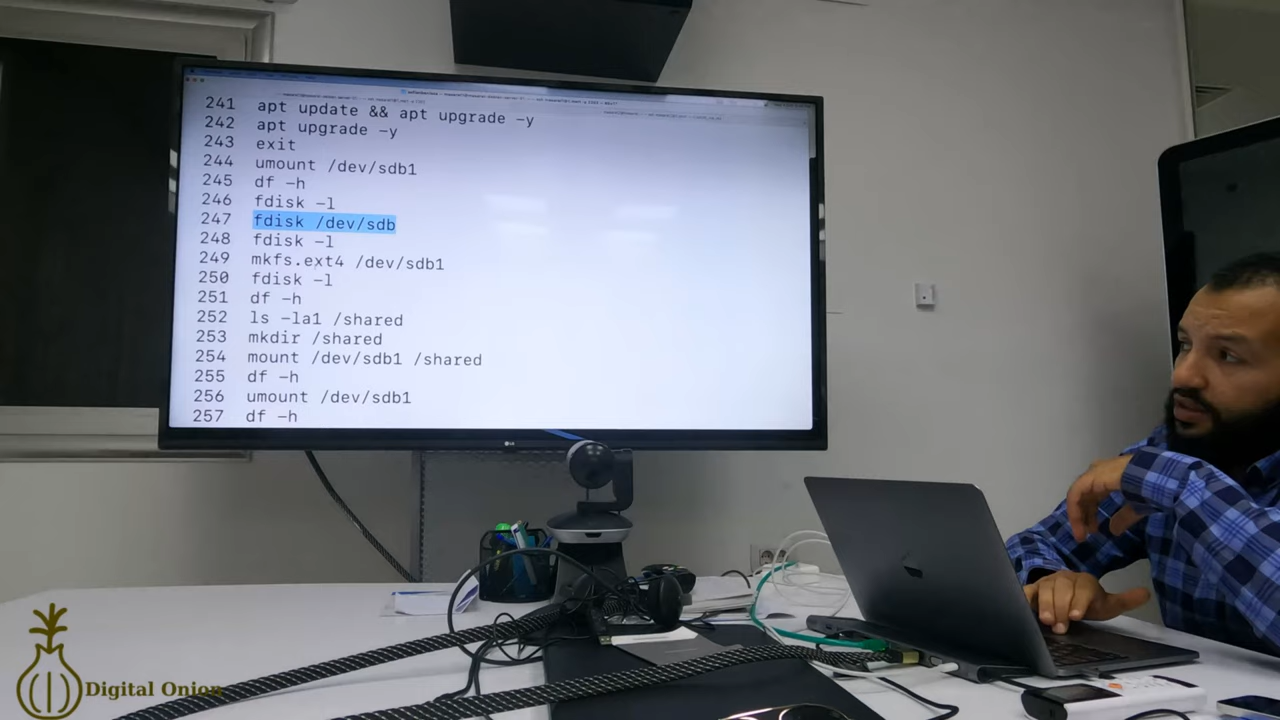 241 apt update && apt upgrade -y
242 apt upgrade -y
243 exit
244 umount /dev/sdb1
245 df -h
246 fdisk -l
247 fdisk /dev/sdb
248 fdisk -l
249 mkfs.ext4 /dev/sdb1
250 fdisk -l
251 df -h
252 ls -la1 /shared
253 mkdir /shared
254 mount /dev/sdb1 /shared
255 df -h
256 umount /dev/sdb1
257 df -h
LG
Digital Onion